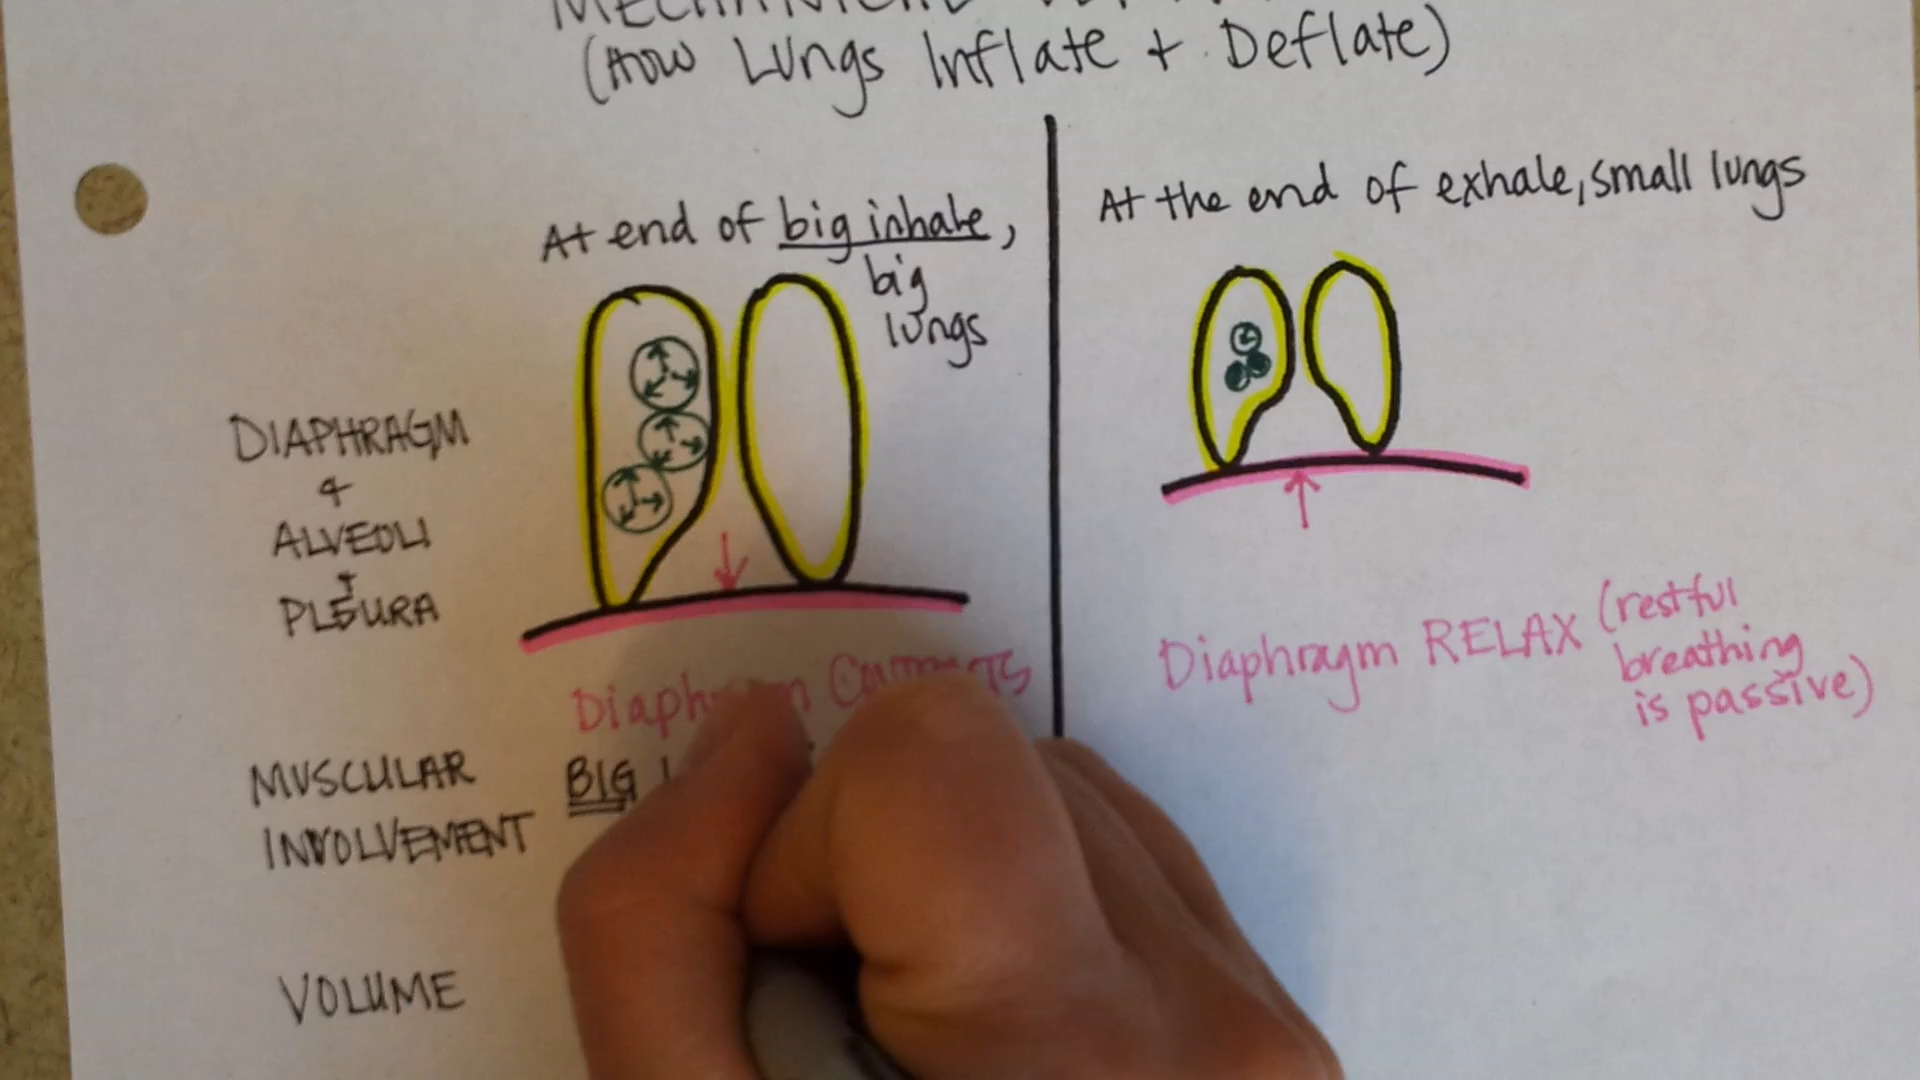 (How Lungs Inflate + Deflate)
At end of big inhale,
big
lungs
At the end of exhale, small lungs
DIAPHRAGM
+
ALVEOLI
+
PLEURA
Diaphragm RELAX (restful
breathing
is passive)
MUSCULAR
INVOLVEMENT
BIG
VOLUME